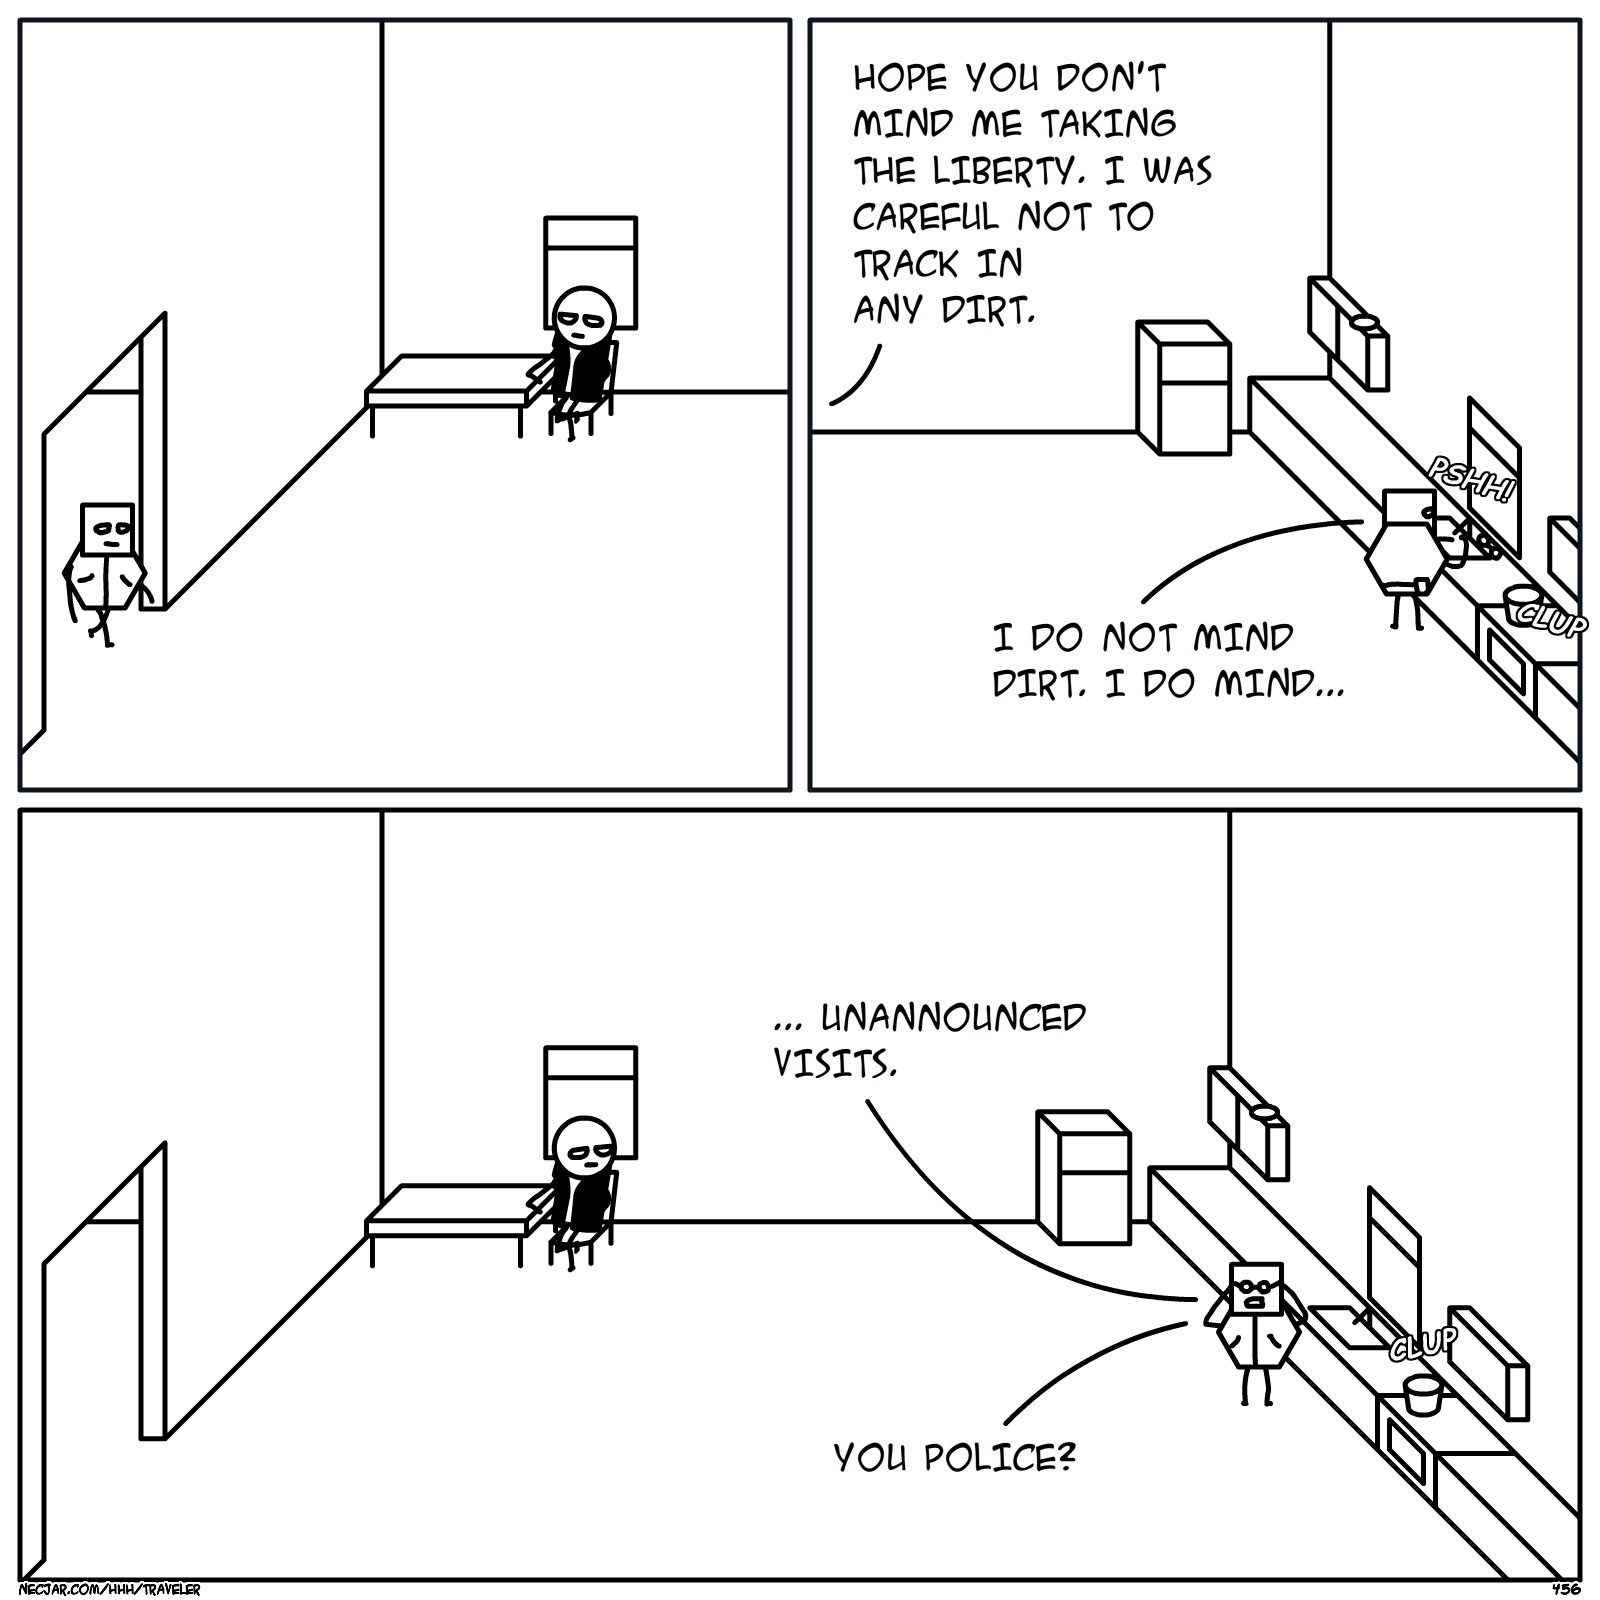 HOPE YOU DON'T
MIND ME TAKING
THE LIBERTY. I WAS
CAREFUL NOT TO
TRACK IN
ANY DIRT.
PSHH!
CLUP
I DO NOT MIND
DIRT. I DO MIND...
... UNANNOUNCED
VISITS.
CLUP
YOU POLICE?
NECJAR.COM/HHH/TRAVELER
456